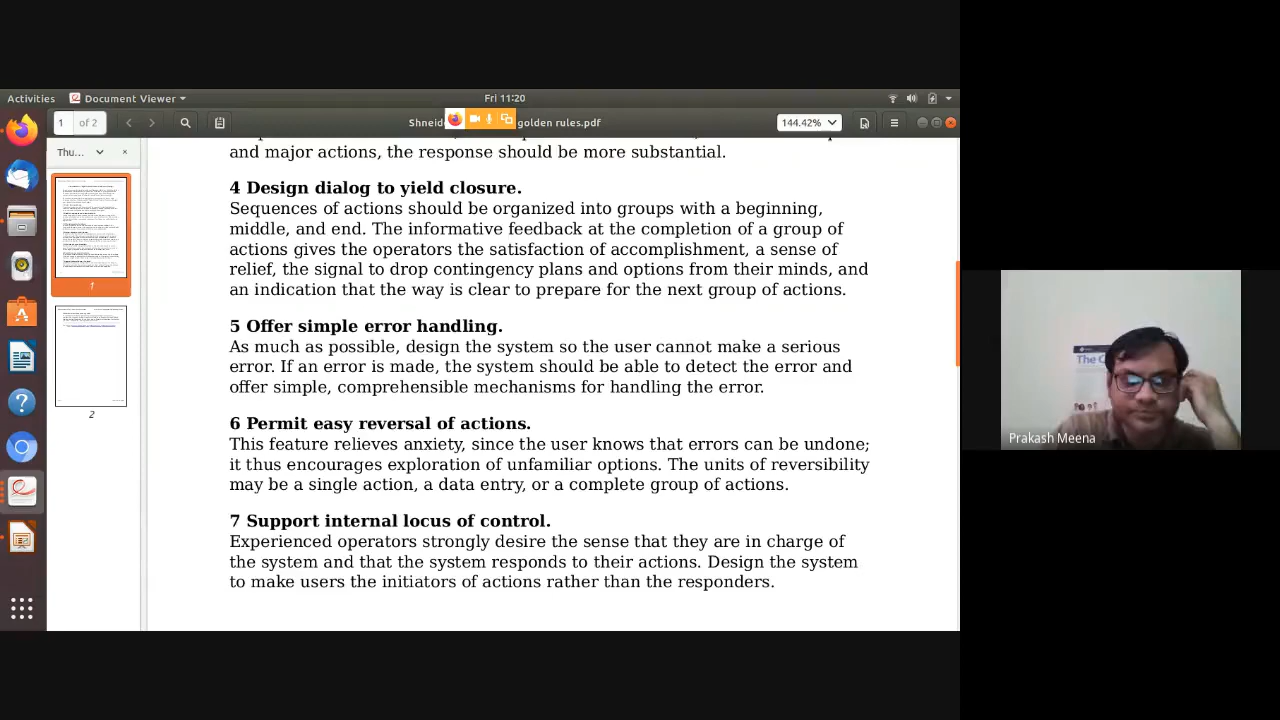 Activities Document Viewer Fri 11:20
1 of 2 golden rules.pdf 144.42%
Thu...
and major actions, the response should be more substantial.
4 Design dialog to yield closure.
Sequences of actions should be organized into groups with a beginning,
middle, and end. The informative feedback at the completion of a group of
actions gives the operators the satisfaction of accomplishment, a sense of
relief, the signal to drop contingency plans and options from their minds, and
an indication that the way is clear to prepare for the next group of actions.
5 Offer simple error handling.
As much as possible, design the system so the user cannot make a serious
error. If an error is made, the system should be able to detect the error and
offer simple, comprehensible mechanisms for handling the error.
6 Permit easy reversal of actions.
This feature relieves anxiety, since the user knows that errors can be undone;
it thus encourages exploration of unfamiliar options. The units of reversibility
may be a single action, a data entry, or a complete group of actions.
7 Support internal locus of control.
Experienced operators strongly desire the sense that they are in charge of
the system and that the system responds to their actions. Design the system
to make users the initiators of actions rather than the responders.
1
2
The C
Prakash Meena